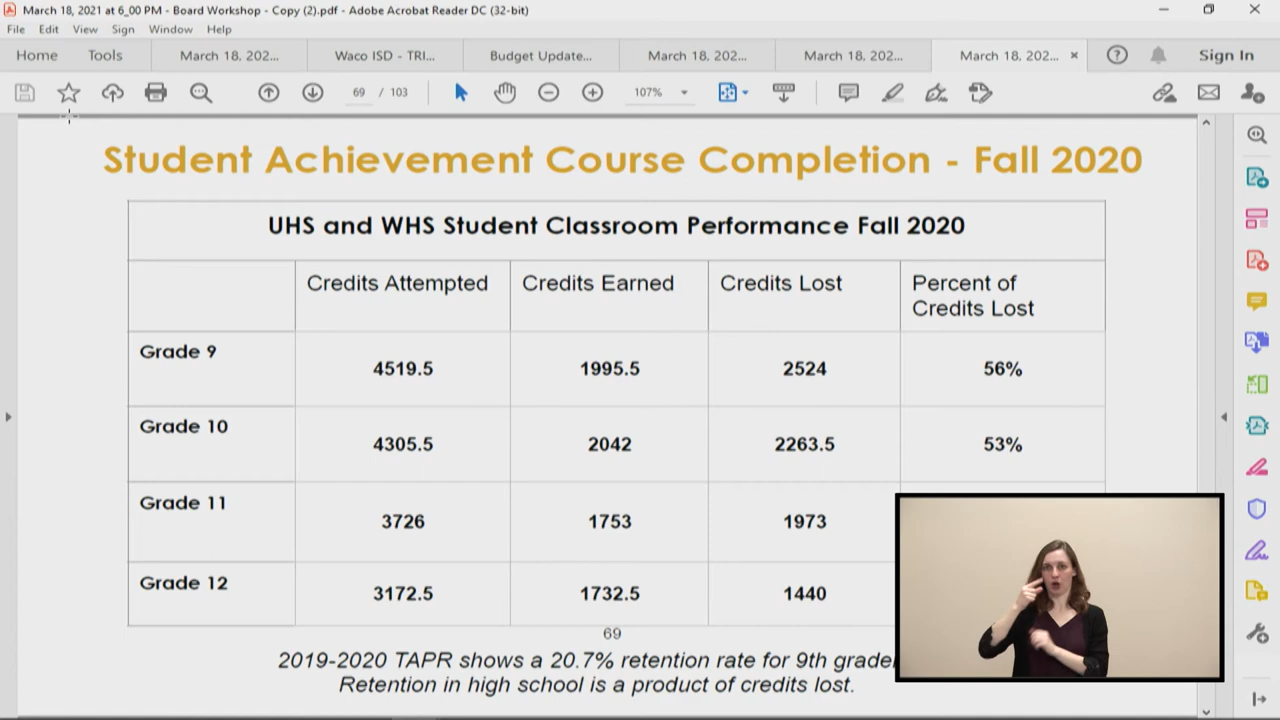 March 18, 2021 at 6_00 PM - Board Workshop - Copy (2).pdf - Adobe Acrobat Reader DC (32-bit)
File Edit View Sign Window Help
Home Tools March 18, 202... Waco ISD - TRI... Budget Update... March 18, 202... March 18, 202... March 18, 202... × Sign In
69 / 103 107%
Student Achievement Course Completion - Fall 2020
UHS and WHS Student Classroom Performance Fall 2020
Credits Attempted Credits Earned Credits Lost Percent of
Credits Lost
Grade 9 4519.5 1995.5 2524 56%
Grade 10 4305.5 2042 2263.5 53%
Grade 11 3726 1753 1973
Grade 12 3172.5 1732.5 1440
69
2019-2020 TAPR shows a 20.7% retention rate for 9th
Retention in high school is a product of credits lost.